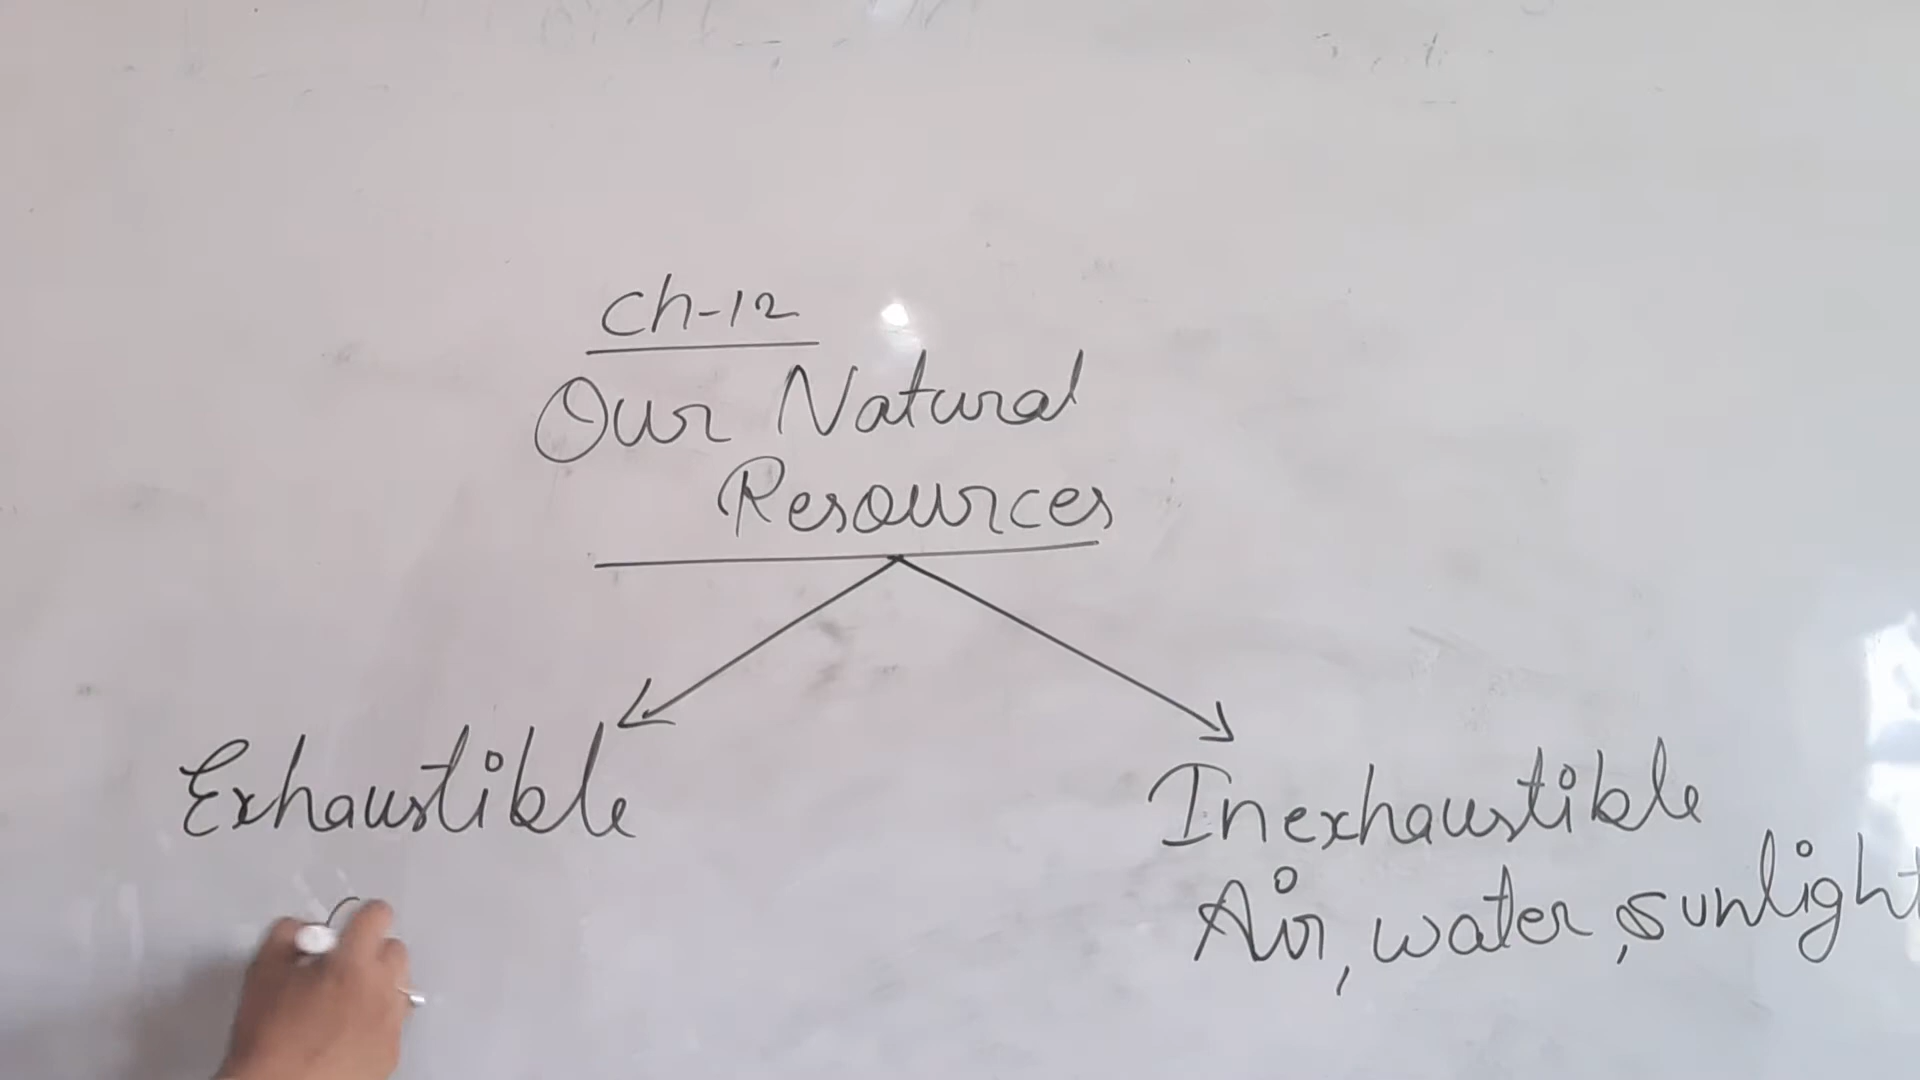 Ch-12
Our Natural
Resources
Exhaustible
Inexhaustible
Air, water, sunlight